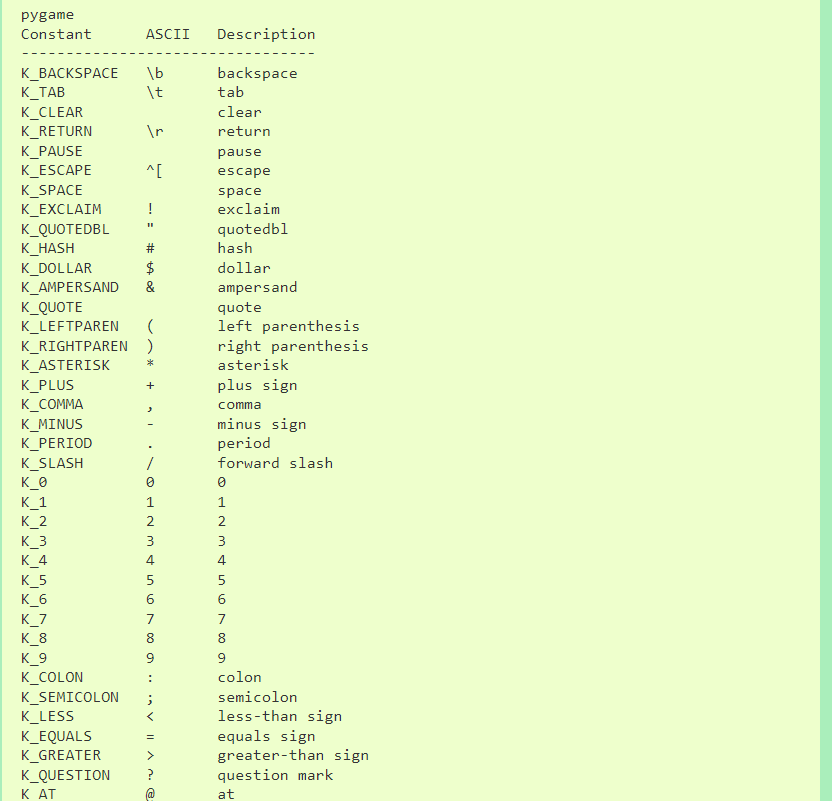 pygame
Constant      ASCII   Description
---------------------------------
K_BACKSPACE   \b      backspace
K_TAB         \t      tab
K_CLEAR               clear
K_RETURN      \r      return
K_PAUSE               pause
K_ESCAPE      ^[      escape
K_SPACE               space
K_EXCLAIM     !       exclaim
K_QUOTEDBL    "       quotedbl
K_HASH        #       hash
K_DOLLAR      $       dollar
K_AMPERSAND   &       ampersand
K_QUOTE               quote
K_LEFTPAREN   (       left parenthesis
K_RIGHTPAREN  )       right parenthesis
K_ASTERISK    *       asterisk
K_PLUS        +       plus sign
K_COMMA       ,       comma
K_MINUS       -       minus sign
K_PERIOD      .       period
K_SLASH       /       forward slash
K_0           0       0
K_1           1       1
K_2           2       2
K_3           3       3
K_4           4       4
K_5           5       5
K_6           6       6
K_7           7       7
K_8           8       8
K_9           9       9
K_COLON       :       colon
K_SEMICOLON   ;       semicolon
K_LESS        <       less-than sign
K_EQUALS      =       equals sign
K_GREATER     >       greater-than sign
K_QUESTION    ?       question mark
K_AT          @       at